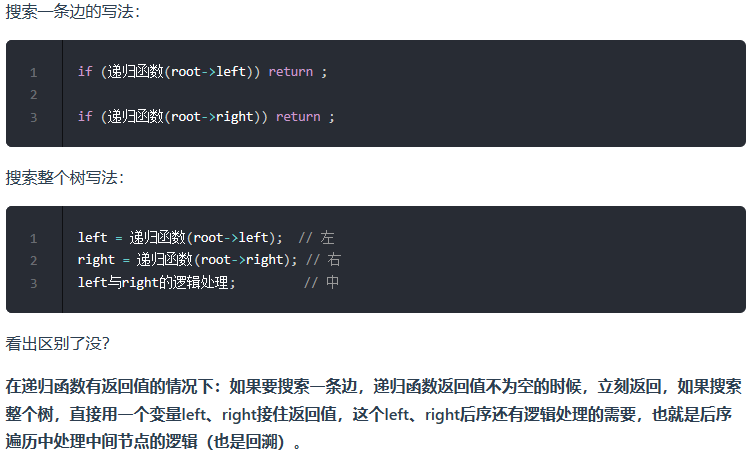 搜索一条边的写法：
1 if (递归函数(root->left)) return ;
2
3 if (递归函数(root->right)) return ;
搜索整个树写法：
1 left = 递归函数(root->left);  // 左
2 right = 递归函数(root->right); // 右
3 left与right的逻辑处理;         // 中
看出区别了没？
在递归函数有返回值的情况下：如果要搜索一条边，递归函数返回值不为空的时候，立刻返回，如果搜索
整个树，直接用一个变量left、right接住返回值，这个left、right后序还有逻辑处理的需要，也就是后序
遍历中处理中间节点的逻辑（也是回溯）。